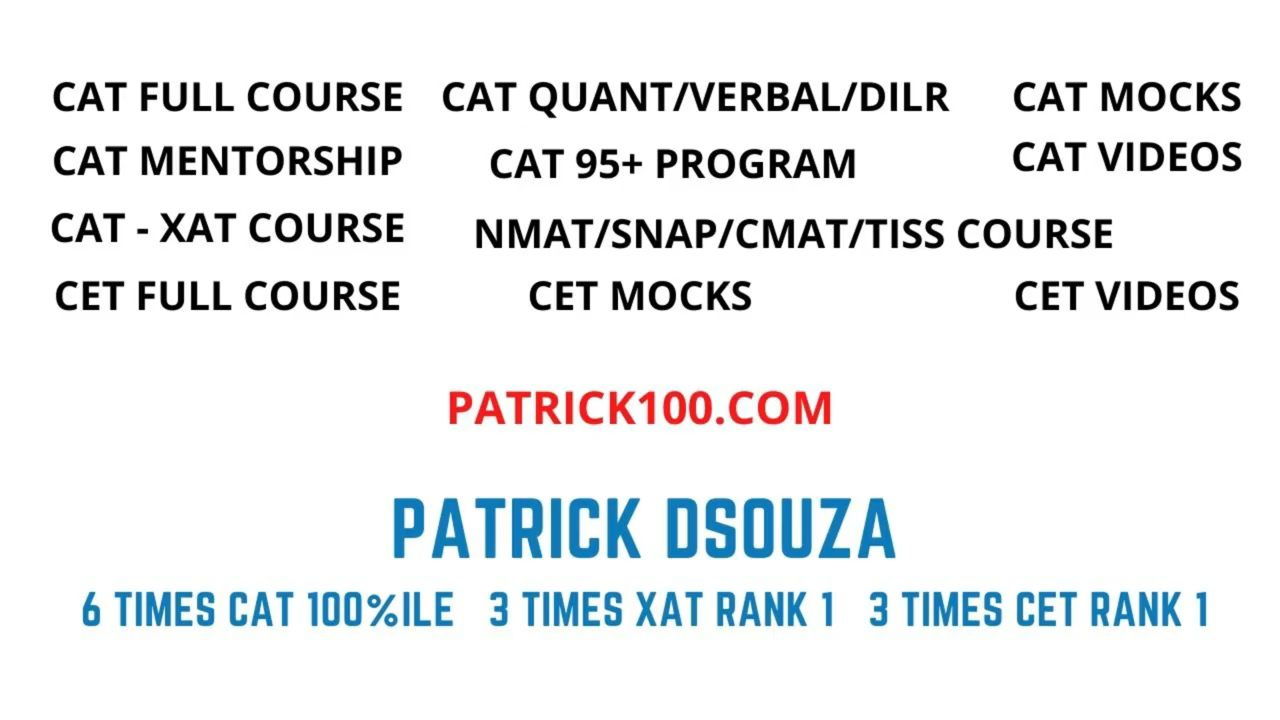 CAT FULL COURSE CAT QUANT/VERBAL/DILR CAT MOCKS
CAT MENTORSHIP CAT 95+ PROGRAM CAT VIDEOS
CAT - XAT COURSE NMAT/SNAP/CMAT/TISS COURSE
CET FULL COURSE CET MOCKS CET VIDEOS
PATRICK100.COM
PATRICK DSOUZA
6 TIMES CAT 100%ILE 3 TIMES XAT RANK 1 3 TIMES CET RANK 1